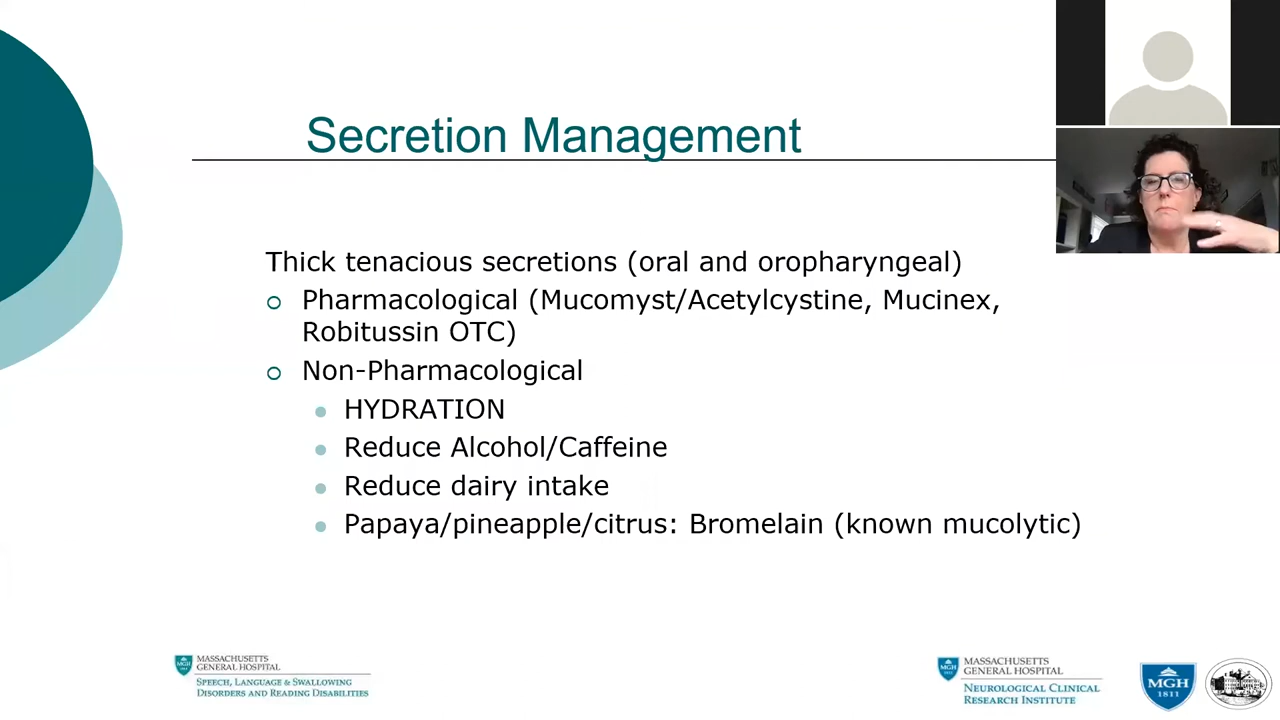 Secretion Management
Thick tenacious secretions (oral and oropharyngeal)
Pharmacological (Mucomyst/Acetylcystine, Mucinex,
Robitussin OTC)
Non-Pharmacological
HYDRATION
Reduce Alcohol/Caffeine
Reduce dairy intake
Papaya/pineapple/citrus: Bromelain (known mucolytic)
MGH
MASSACHUSETTS
GENERAL HOSPITAL
SPEECH, LANGUAGE & SWALLOWING
DISORDERS AND READING DISABILITIES
MGH
MASSACHUSETTS
GENERAL HOSPITAL
NEUROLOGICAL CLINICAL
RESEARCH INSTITUTE
MGH
1811